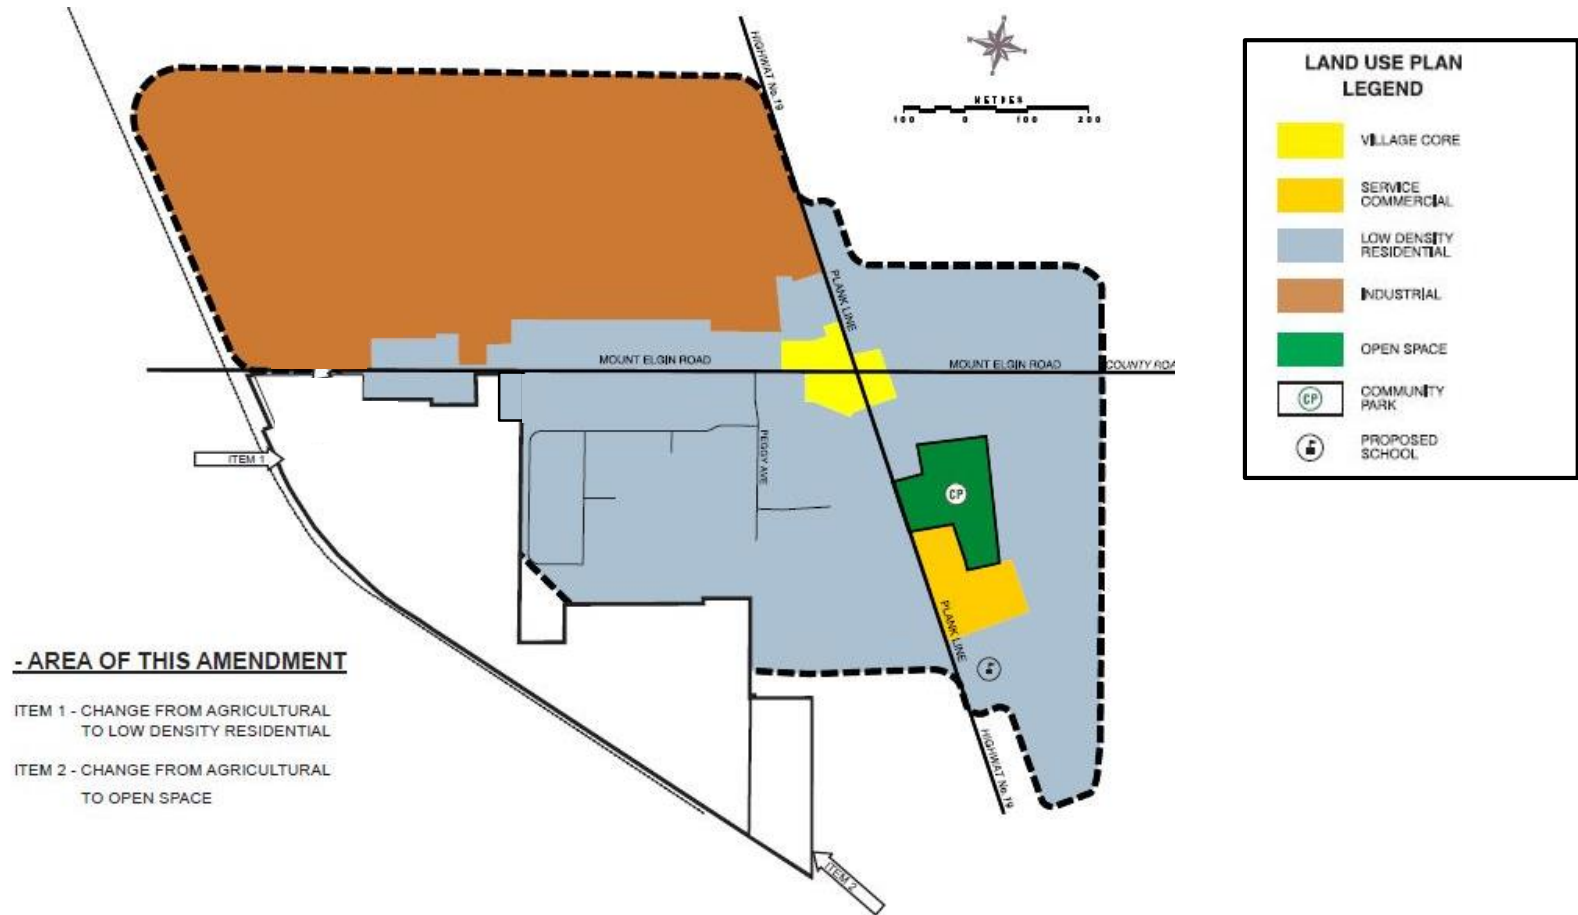 HIGHWAT No.19
METRES
100 0 100 200
PLANK LINE
MOUNT ELGIN ROAD
MOUNT ELGIN ROAD
COUNTY ROA
PEGGY AVE
ITEM 1
CP
PLANK LINE
HIGHWAT No.19
ITEM 2
- AREA OF THIS AMENDMENT
ITEM 1 - CHANGE FROM AGRICULTURAL
TO LOW DENSITY RESIDENTIAL
ITEM 2 - CHANGE FROM AGRICULTURAL
TO OPEN SPACE
LAND USE PLAN
LEGEND
VILLAGE CORE
SERVICE
COMMERCIAL
LOW DENSITY
RESIDENTIAL
INDUSTRIAL
OPEN SPACE
CP
COMMUNITY
PARK
PROPOSED
SCHOOL